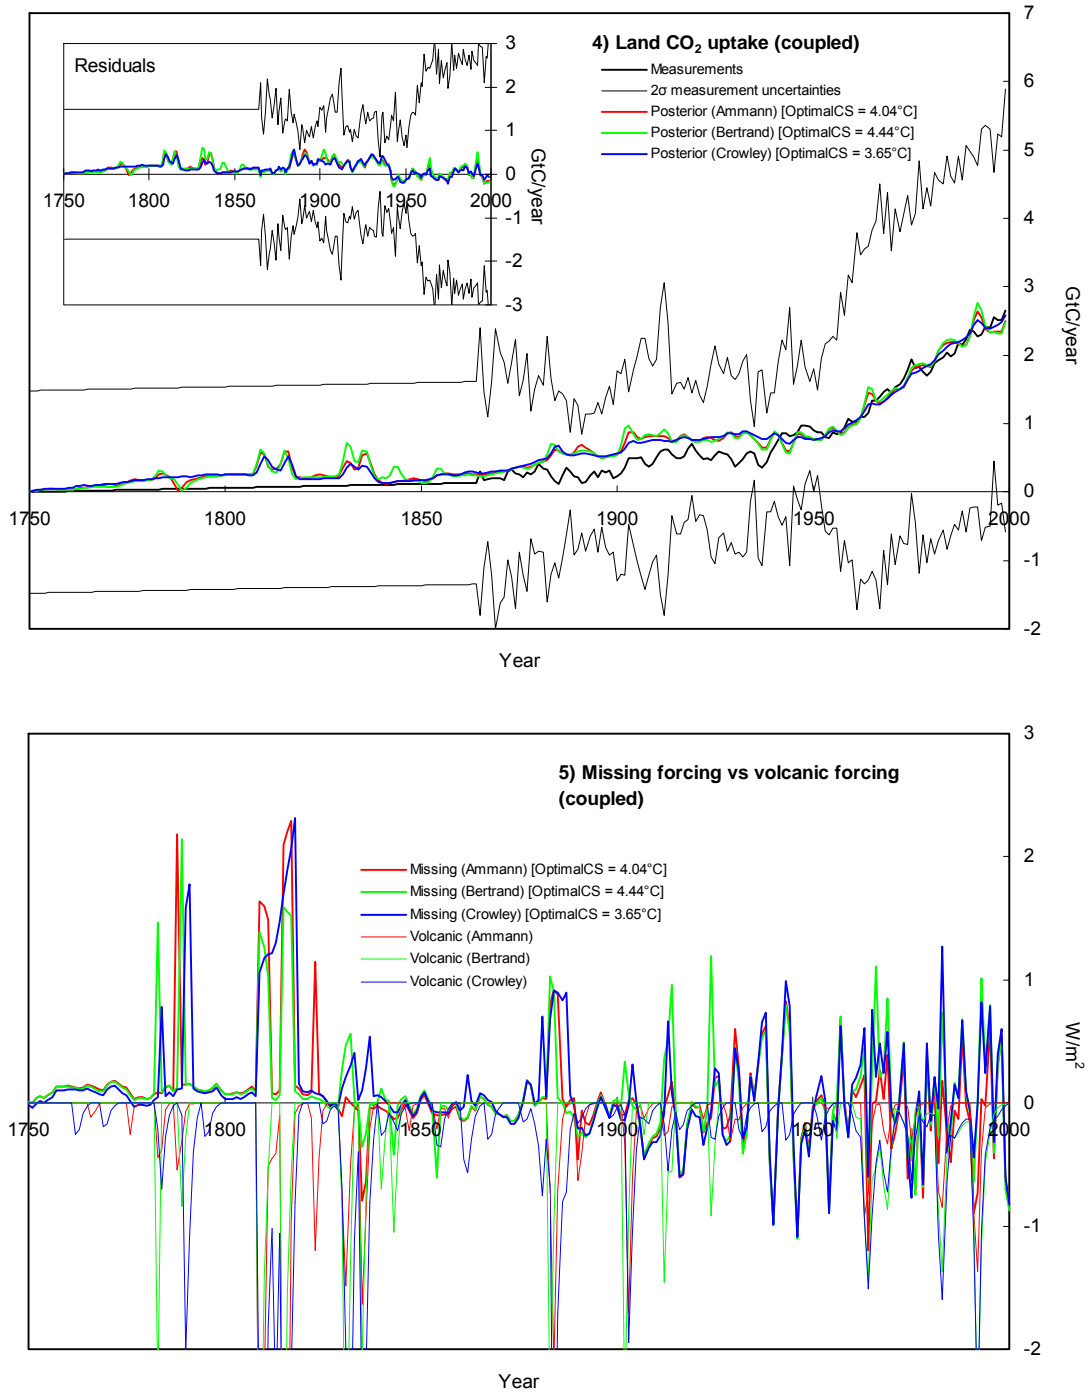 7
4) Land CO₂ uptake (coupled)
Measurements
2σ measurement uncertainties
Posterior (Ammann) [OptimalCS = 4.04°C]
Posterior (Bertrand) [OptimalCS = 4.44°C]
Posterior (Crowley) [OptimalCS = 3.65°C]
Residuals
3
2
1
0
-1
-2
-3
GtC/year
1750 1800 1850 1900 1950 2000
6
5
4
3
2
1
0
-1
-2
GtC/year
1750 1800 1850 1900 1950 2000
Year
3
5) Missing forcing vs volcanic forcing
(coupled)
2
Missing (Ammann) [OptimalCS = 4.04°C]
Missing (Bertrand) [OptimalCS = 4.44°C]
Missing (Crowley) [OptimalCS = 3.65°C]
Volcanic (Ammann)
Volcanic (Bertrand)
Volcanic (Crowley)
1
W/m²
0
1750 1800 1850 1900 1950 2000
-1
-2
Year